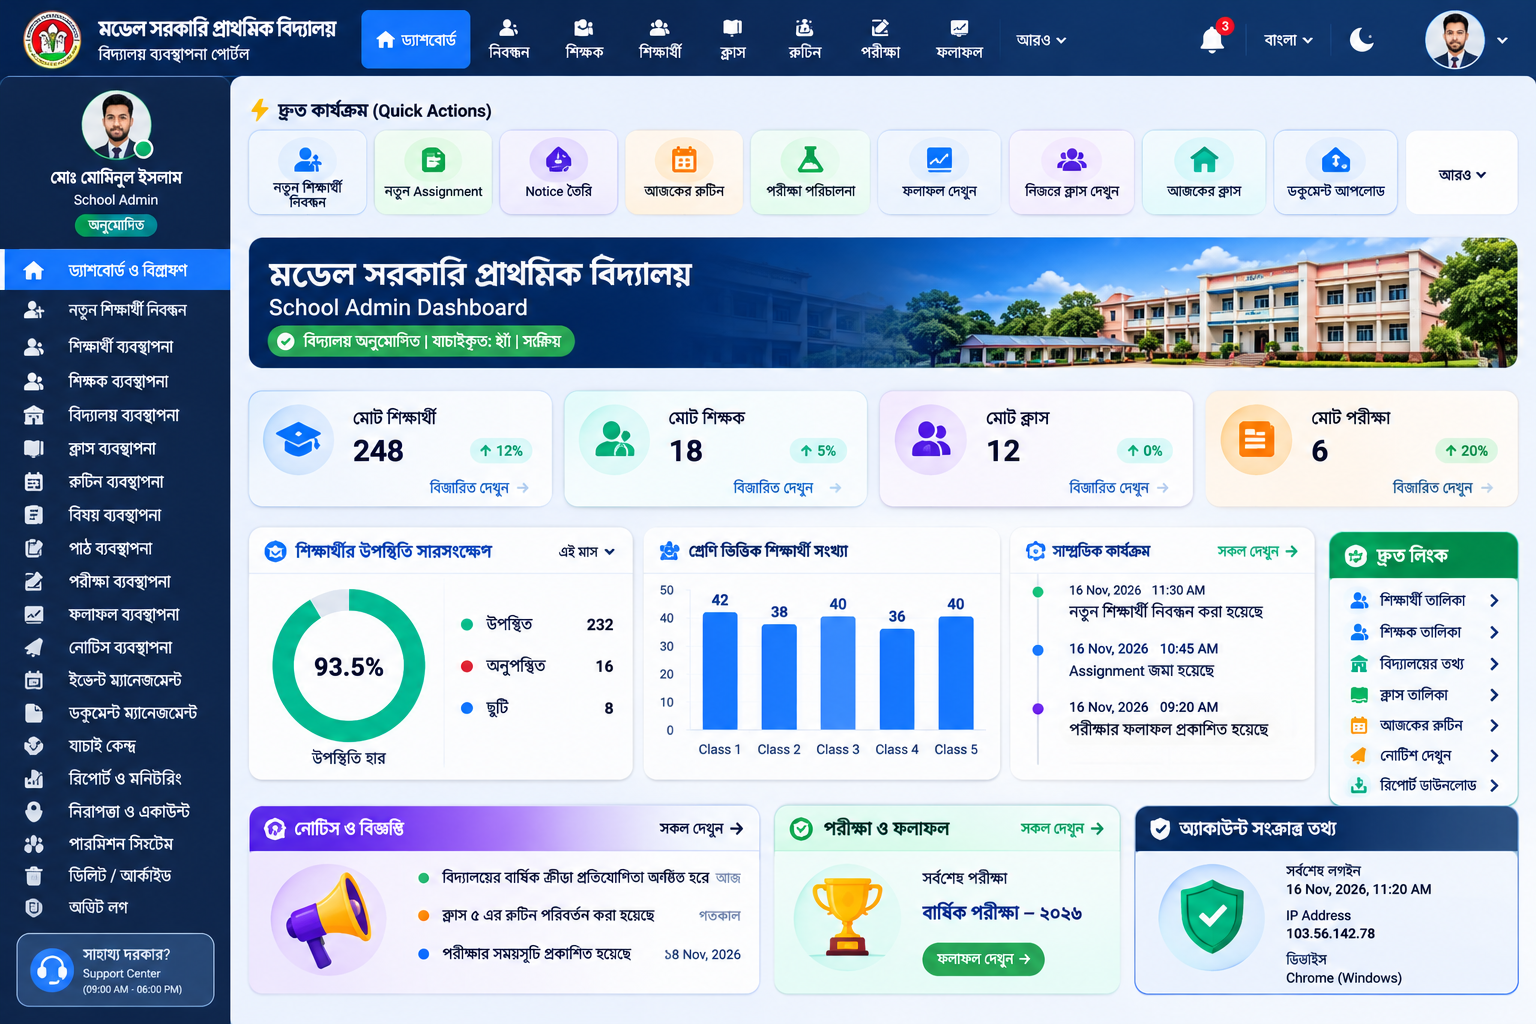 মডেল সরকারি প্রাথমিক বিদ্যালয়
বিদ্যালয় ব্যবস্থাপনা পোর্টেল
ড্যাশবোর্ড
নিবন্ধন
শিক্ষক
শিক্ষার্থী
ক্লাস
রুটিন
পরীক্ষা
ফলাফল
আরও
3
বাংলা
মোঃ মোমিনুল ইসলাম
School Admin
অনুমোদিত
ড্যাশবোর্ড ও
নতুন শিক্ষার্থী নিবন্ধন
শিক্ষার্থী ব্যবস্থাপনা
শিক্ষক ব্যবস্থাপনা
বিদ্যালয় ব্যবস্থাপনা
ক্লাস ব্যবস্থাপনা
রুটিন ব্যবস্থাপনা
বিষয় ব্যবস্থাপনা
পাঠ ব্যবস্থাপনা
পরীক্ষা ব্যবস্থাপনা
ফলাফল ব্যবস্থাপনা
নোটিস ব্যবস্থাপনা
ইভেন্ট ম্যানেজমেন্ট
ডকুমেন্ট ম্যানেজমেন্ট
যাচাই কেন্দ্র
রিপোর্ট ও মনিটরিং
নিরাপত্তা ও একাউন্ট
পারমিশন সিস্টেম
ডিলিট / আর্কাইড
অডিট লগ
সাহায্য দরকার?
Support Center
(09:00 AM - 06:00 PM)
দ্রুত কার্যক্রম (Quick Actions)
নতুন শিক্ষার্থী
নিবন্ধন
নতুন Assignment
Notice তৈরি
আজকের রুটিন
পরীক্ষা পরিচালনা
ফলাফল দেখুন
নিজরে ক্লাস দেখুন
আজকের ক্লাস
ডকুমেন্ট আপলোড
আরও
মডেল সরকারি প্রাথমিক বিদ্যালয়
School Admin Dashboard
বিদ্যালয় অনুমোসিত | যাচাইকৃত: | সক্রিয়
মোট শিক্ষার্থী
248
↑ 12%
বিজারিত দেখুন →
মোট শিক্ষক
18
↑ 5%
বিজারিত দেখুন →
মোট ক্লাস
12
↑ 0%
বিজারিত দেখুন →
মোট পরীক্ষা
6
↑ 20%
বিজারিত দেখুন →
শিক্ষার্থীর উপস্থিতি সারসংক্ষেপ
এই মাস
93.5%
উপস্থিতি হার
উপস্থিত 232
অনুপস্থিত 16
ছুটি 8
শ্রেণি ভিত্তিক শিক্ষার্থী সংখ্যা
50
40
30
20
10
0
42
38
40
36
40
Class 1
Class 2
Class 3
Class 4
Class 5
কার্যক্রম
সকল দেখুন →
16 Nov, 2026 11:30 AM
নতুন শিক্ষার্থী নিবন্ধন করা হয়েছে
16 Nov, 2026 10:45 AM
Assignment জমা হয়েছে
16 Nov, 2026 09:20 AM
পরীক্ষার ফলাফল প্রকাশিত হয়েছে
দ্রুত লিংক
শিক্ষার্থী তালিকা
শিক্ষক তালিকা
বিদ্যালয়ের তথ্য
ক্লাস তালিকা
আজকের রুটিন
নোটিশ দেখুন
রিপোর্ট ডাউনলোড
নোটিস ও বিজ্ঞপ্তি
সকল দেখুন →
বিদ্যালয়ের বার্ষিক ক্রীডা প্রতিযোগিতা হরে আজ
ক্লাস ৫ এর রুটিন পরিবর্তন করা হয়েছে গতকাল
পরীক্ষার সময়সূচি প্রকাশিত হয়েছে ১8 Nov, 2026
পরীক্ষা ও ফলাফল
সকল দেখুন →
সর্বশেহ পরীক্ষা
বার্ষিক পরীক্ষা – ২০২৬
ফলাফল দেখুন →
অ্যাকাউন্ট সংক্রান্ত তথ্য
সর্বশেহ লগইন
16 Nov, 2026, 11:20 AM
IP Address
103.56.142.78
ডিভাইস
Chrome (Windows)